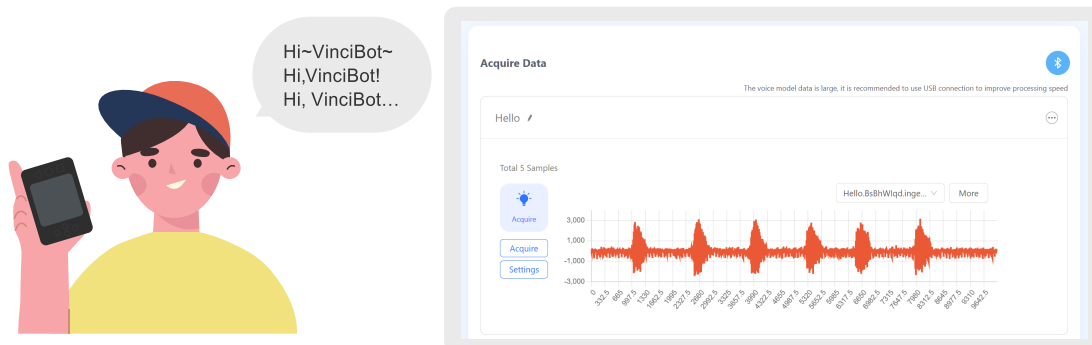 Hi~VinciBot~
Hi,VinciBot!
Hi, VinciBot...
Acquire Data
The voice model data is large, it is recommended to use USB connection to improve processing speed
Hello
Total 5 Samples
Acquire
Hello.BsBhWIqd.inge...
More
Acquire
Settings
3,000
1,000
-1,000
-3,000
0
332.5
665
997.5
1330
1662.5
1995
2327.5
2660
2992.5
3325
3657.5
3990
4322.5
4655
4987.5
5320
5652.5
5985
6317.5
6650
6982.5
7315
7647.5
7980
8312.5
8645
8977.5
9310
9642.5